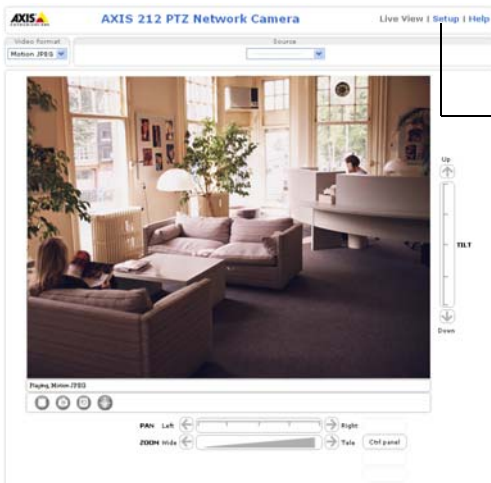 AXIS
COMMUNICATIONS
AXIS 212 PTZ Network Camera
Live View | Setup | Help
Video format
Source
Motion JPEG
Up
TILT
Down
Playing, Motion JPEG
PAN Left Right
ZOOM Wide Tele Ctrl panel